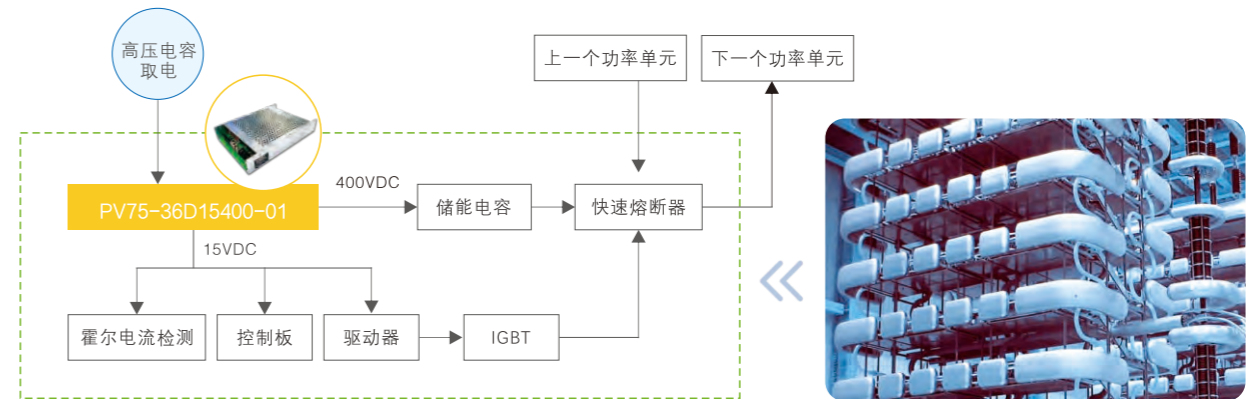 高压电容
取电
上一个功率单元
下一个功率单元
400VDC
PV75-36D15400-01
储能电容
快速熔断器
15VDC
霍尔电流检测
控制板
驱动器
IGBT